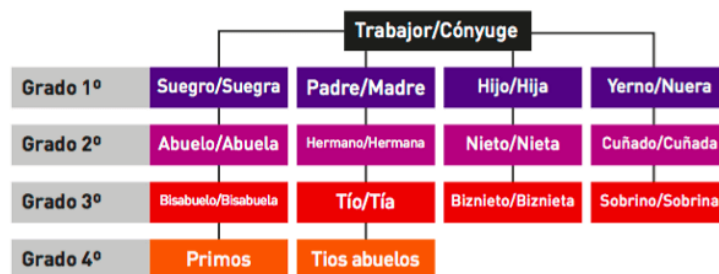 Trabajor/Cónyuge
Grado 1º Suegro/Suegra Padre/Madre Hijo/Hija Yerno/Nuera
Grado 2º Abuelo/Abuela Hermano/Hermana Nieto/Nieta Cuñado/Cuñada
Grado 3º Bisabuelo/Bisabuela Tío/Tía Biznieto/Biznieta Sobrino/Sobrina
Grado 4º Primos Tios abuelos